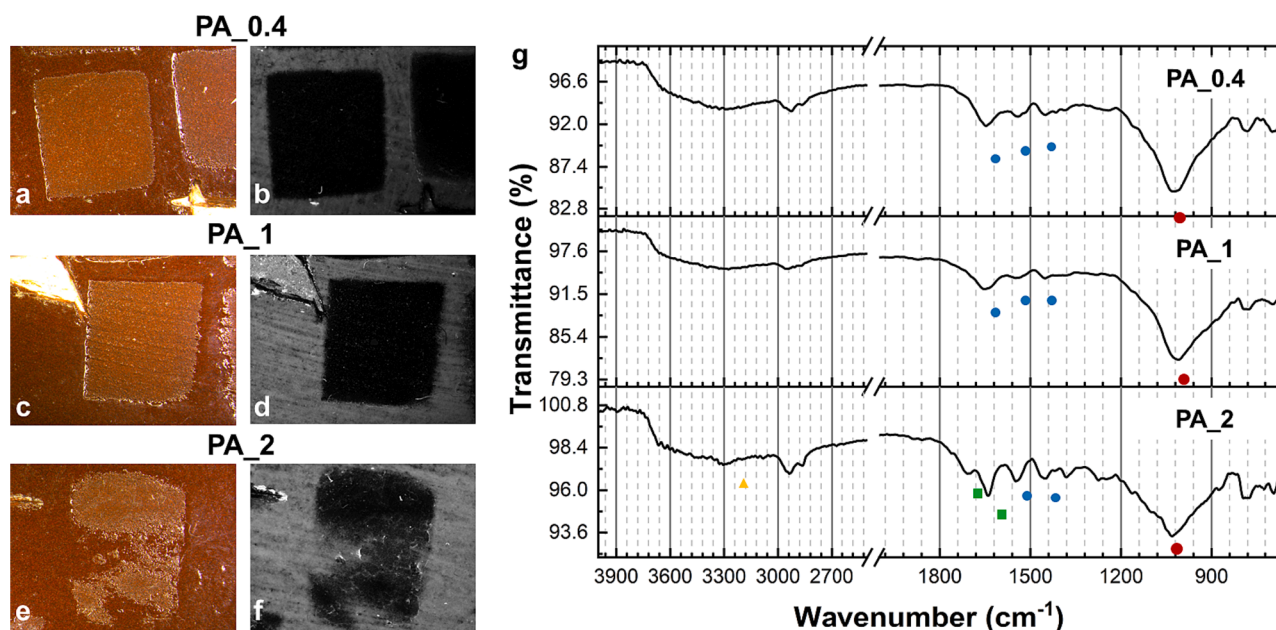 PA_0.4
a
b
PA_1
c
d
PA_2
e
f
g
Transmittance (%)
96.6
92.0
87.4
82.8
PA_0.4
97.6
91.5
85.4
79.3
PA_1
100.8
98.4
96.0
93.6
PA_2
3900 3600 3300 3000 2700 1800 1500 1200 900
Wavenumber (cm⁻¹)